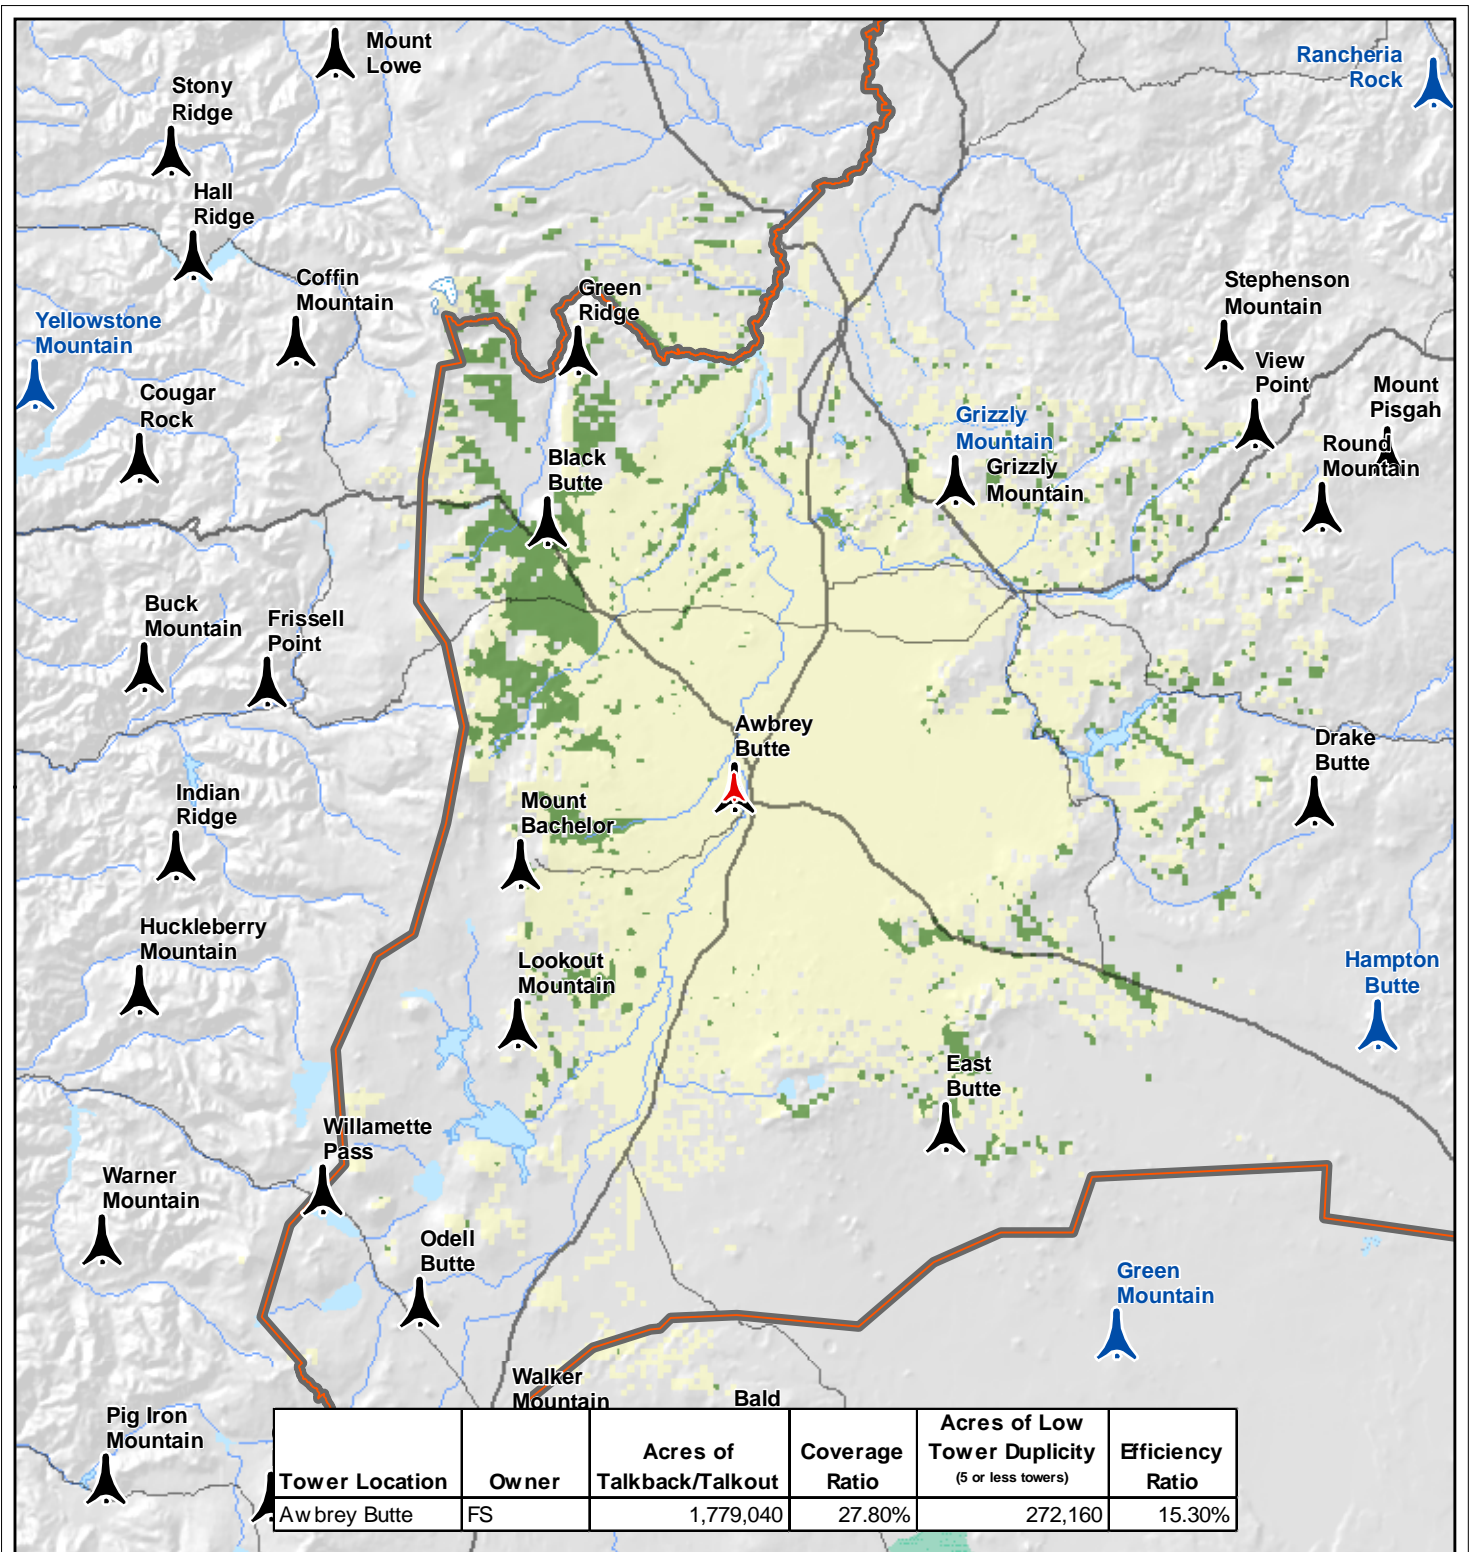 Mount
Lowe
Rancheria
Rock
Stony
Ridge
Hall
Ridge
Coffin
Mountain
Green
Ridge
Stephenson
Mountain
Yellowstone
Mountain
View
Point
Cougar
Rock
Mount
Pisgah
Grizzly
Mountain
Grizzly
Mountain
Round
Mountain
Black
Butte
Buck
Mountain
Frissell
Point
Awbrey
Butte
Drake
Butte
Indian
Ridge
Mount
Bachelor
Huckleberry
Mountain
Lookout
Mountain
Hampton
Butte
East
Butte
Willamette
Pass
Warner
Mountain
Odell
Butte
Green
Mountain
Walker
Mountain
Bald
Pig Iron
Mountain
Tower Location
Owner
Acres of
Talkback/Talkout
Coverage
Ratio
Acres of Low
Tower Duplicity
(5 or less towers)
Efficiency
Ratio
Awbrey Butte
FS
1,779,040
27.80%
272,160
15.30%